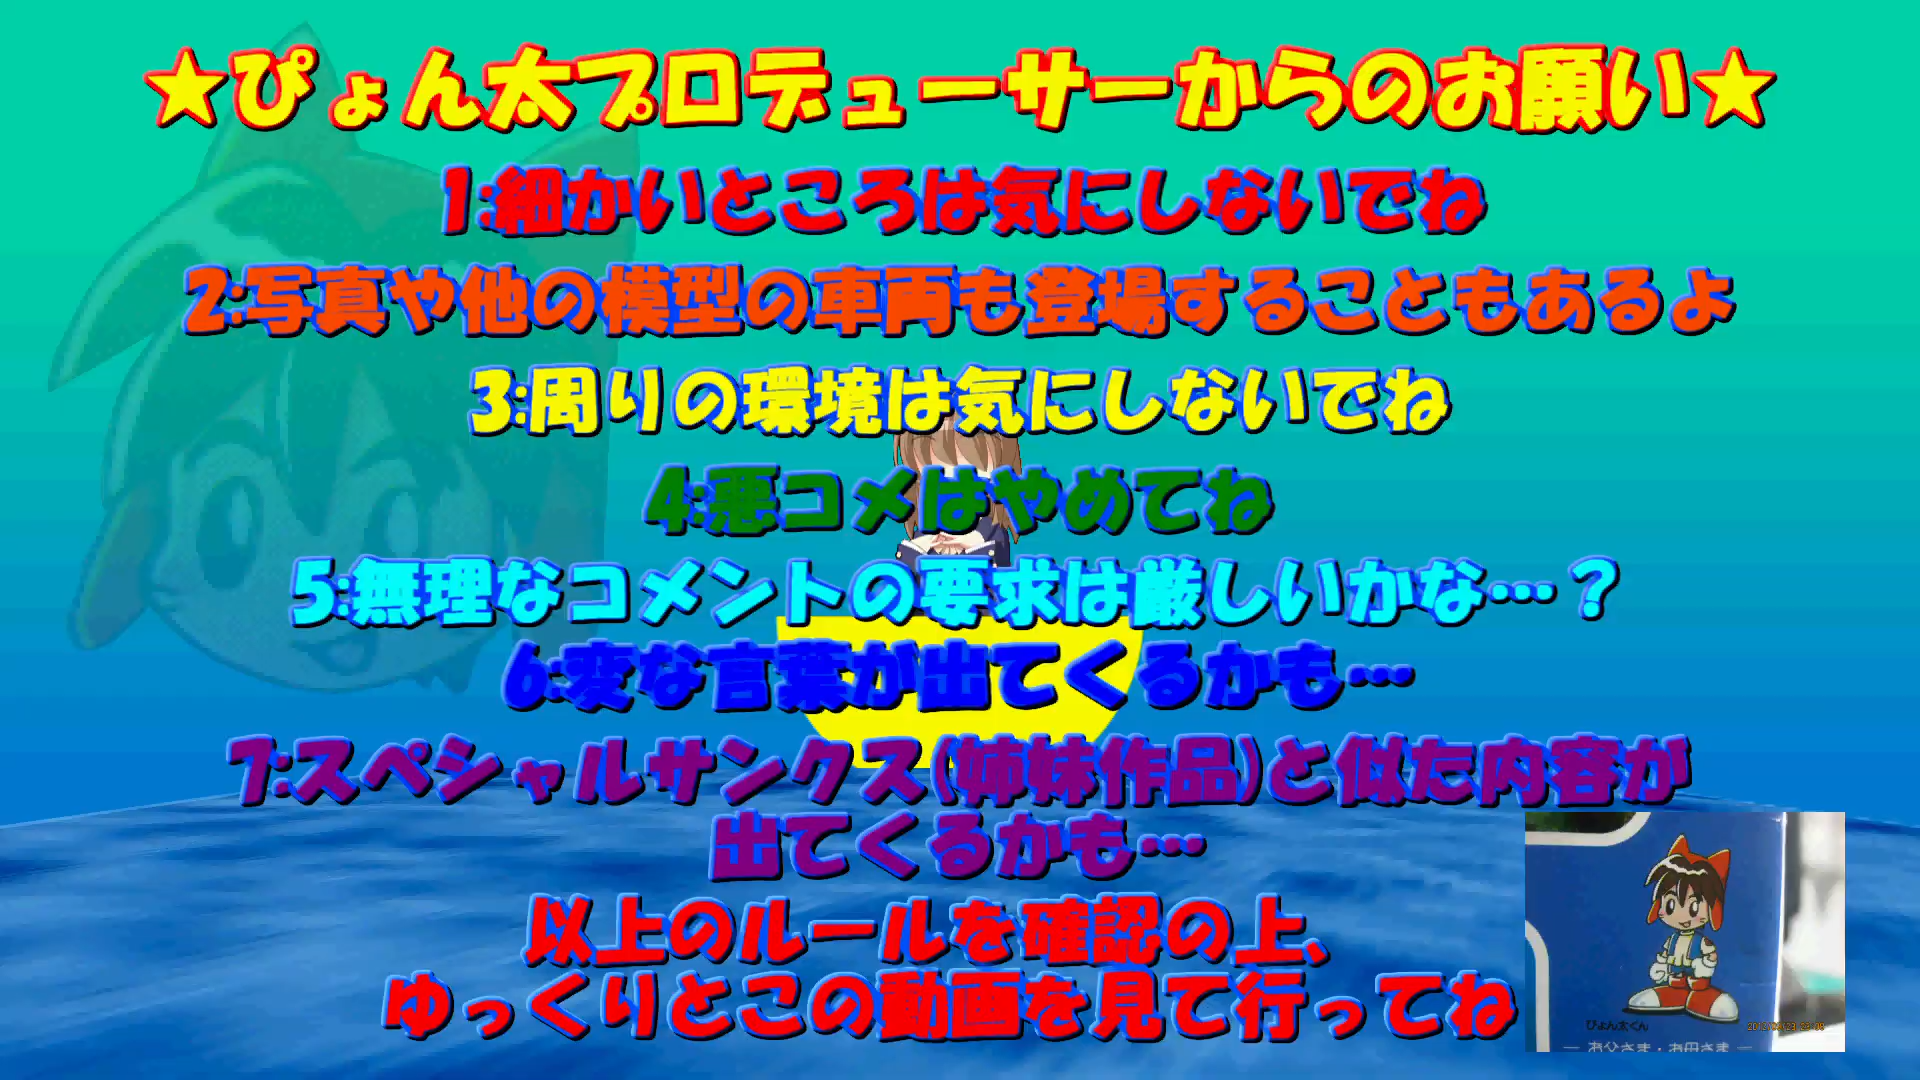 ★ぴょん太プロデューサーからのお願い★
1:細かいところは気にしないでね
2:写真や他の模型の車両も登場することもあるよ
3:周りの環境は気にしないでね
4:悪コメはやめてね
5:無理なコメントの要求は厳しいかな…？
6:変な言葉が出てくるかも…
7:スペシャルサンクス(姉妹作品)と似た内容が
出てくるかも…
以上のルールを確認の上、
ゆっくりとこの動画を見て行ってね
ぴょん太くん
― お父さま・お母さま ―